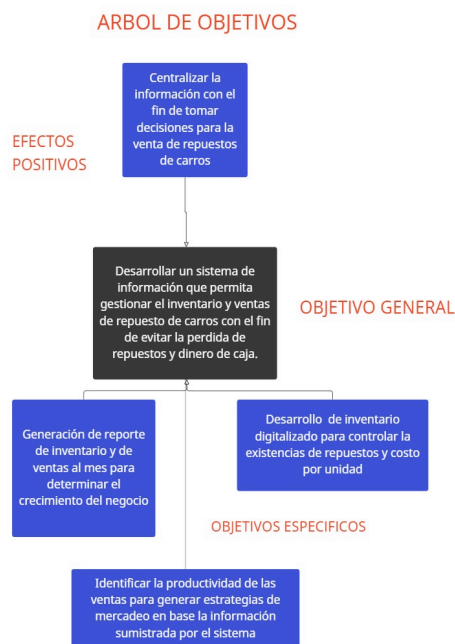 ARBOL DE OBJETIVOS
Centralizar la
información con el
fin de tomar
decisiones para la
venta de repuestos
de carros
EFECTOS
POSITIVOS
Desarrollar un sistema de
información que permita
gestionar el inventario y ventas
de repuesto de carros con el fin
de evitar la perdida de
repuestos y dinero de caja.
OBJETIVO GENERAL
Generación de reporte
de inventario y de
ventas al mes para
determinar el
crecimiento del negocio
Desarrollo de inventario
digitalizado para controlar la
existencias de repuestos y costo
por unidad
OBJETIVOS ESPECIFICOS
Identificar la productividad de las
ventas para generar estrategias de
mercadeo en base la información
sumistrada por el sistema